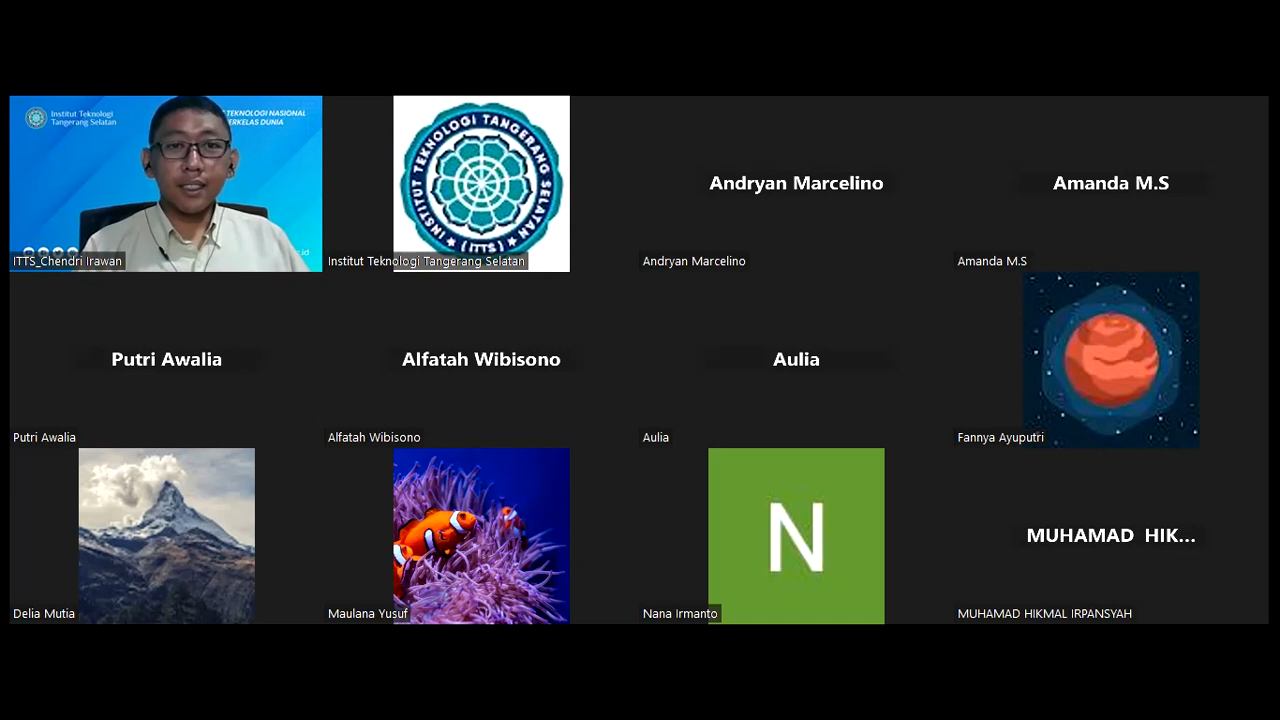 Institut Teknologi
Tangerang Selatan
TEKNOLOGI NASIONAL
ERKELAS DUNIA
ITTS_Chendri Irawan
INSTITUT TEKNOLOGI TANGERANG SELATAN
(ITTS)
Institut Teknologi Tangerang Selatan
Andryan Marcelino
Andryan Marcelino
Amanda M.S
Amanda M.S
Putri Awalia
Putri Awalia
Alfatah Wibisono
Alfatah Wibisono
Aulia
Aulia
Fannya Ayuputri
Delia Mutia
Maulana Yusuf
N
Nana Irmanto
MUHAMAD HIK...
MUHAMAD HIKMAL IRPANSYAH